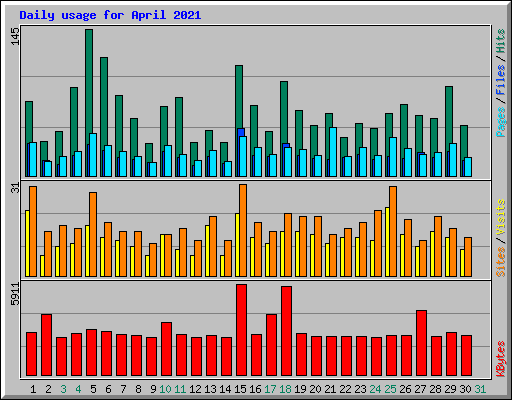 Daily usage for April 2021
145
Pages / Files / Hits
31
Sites / Visits
5911
KBytes
1 2 3 4 5 6 7 8 9 10 11 12 13 14 15 16 17 18 19 20 21 22 23 24 25 26 27 28 29 30 31